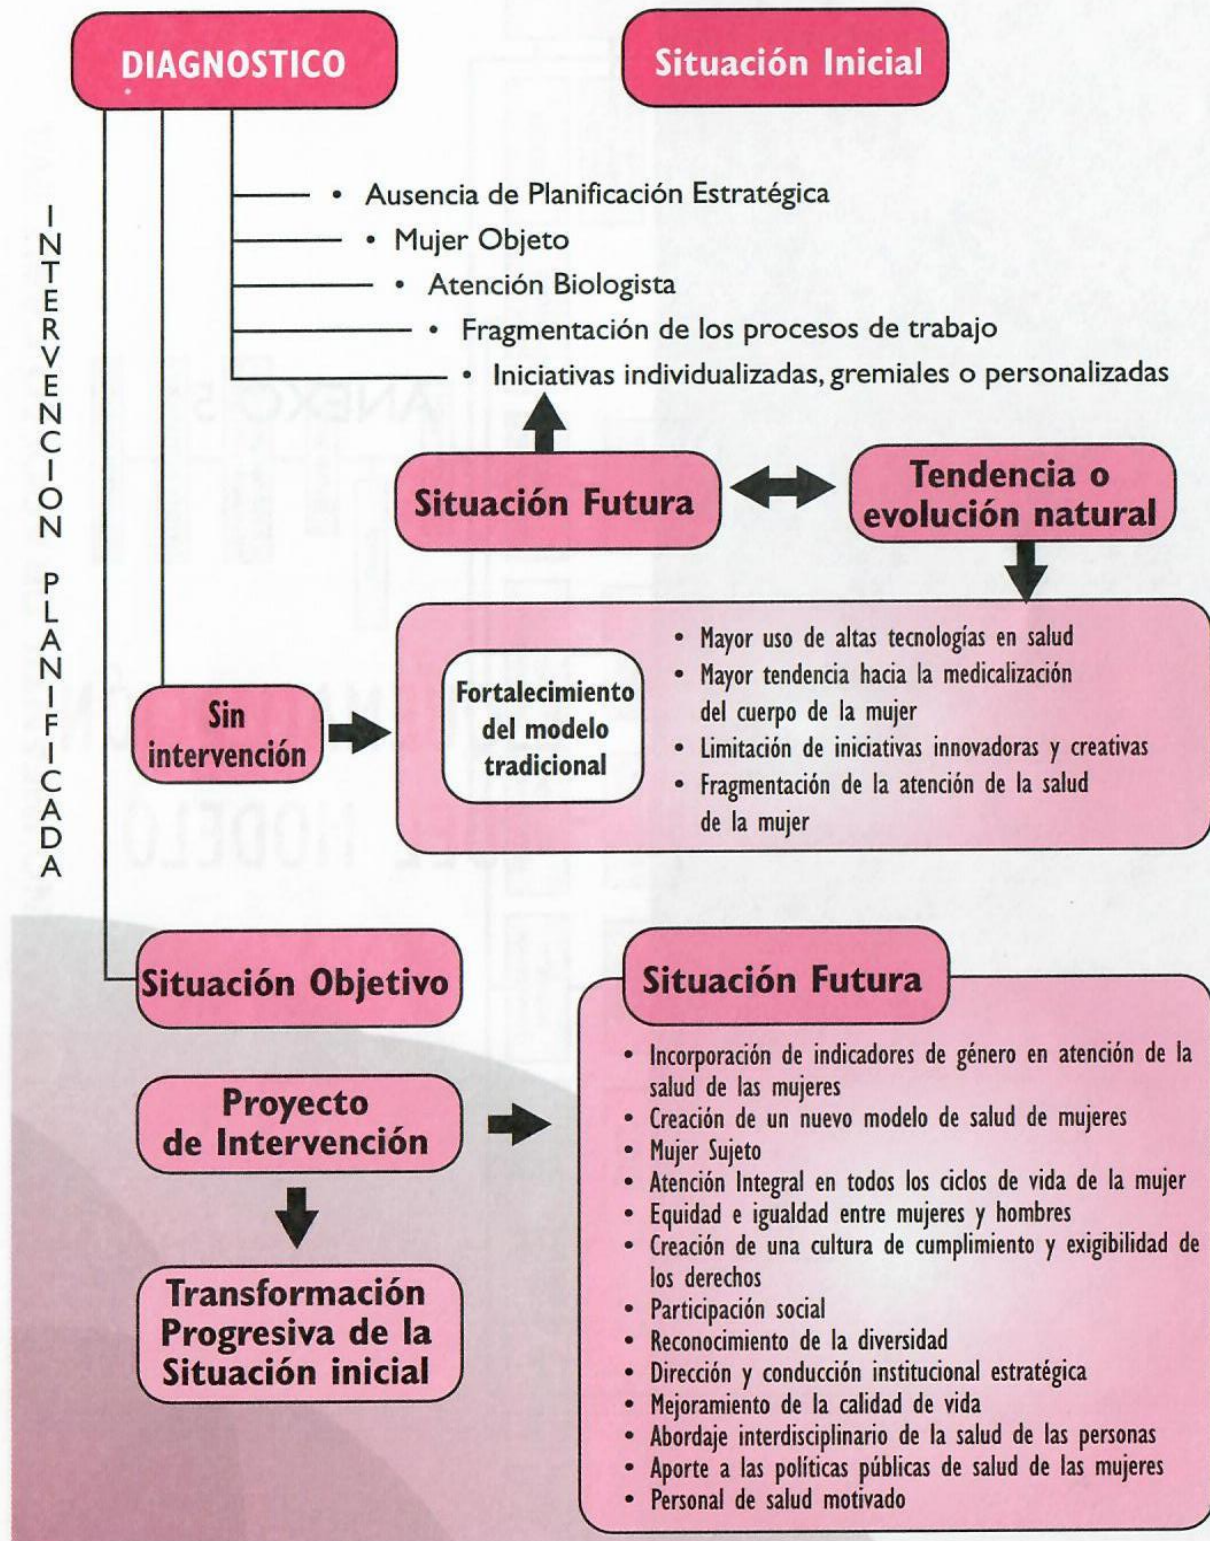 DIAGNOSTICO
Situación Inicial
INTERVENCION PLANIFICADA
• Ausencia de Planificación Estratégica
• Mujer Objeto
• Atención Biologista
• Fragmentación de los procesos de trabajo
• Iniciativas individualizadas, gremiales o personalizadas
Situación Futura
Tendencia o
evolución natural
Sin
intervención
Fortalecimiento
del modelo
tradicional
• Mayor uso de altas tecnologías en salud
• Mayor tendencia hacia la medicalización
del cuerpo de la mujer
• Limitación de iniciativas innovadoras y creativas
• Fragmentación de la atención de la salud
de la mujer
Situación Objetivo
Proyecto
de Intervención
Transformación
Progresiva de la
Situación inicial
Situación Futura
• Incorporación de indicadores de género en atención de la
salud de las mujeres
• Creación de un nuevo modelo de salud de mujeres
• Mujer Sujeto
• Atención Integral en todos los ciclos de vida de la mujer
• Equidad e igualdad entre mujeres y hombres
• Creación de una cultura de cumplimiento y exigibilidad de
los derechos
• Participación social
• Reconocimiento de la diversidad
• Dirección y conducción institucional estratégica
• Mejoramiento de la calidad de vida
• Abordaje interdisciplinario de la salud de las personas
• Aporte a las políticas públicas de salud de las mujeres
• Personal de salud motivado